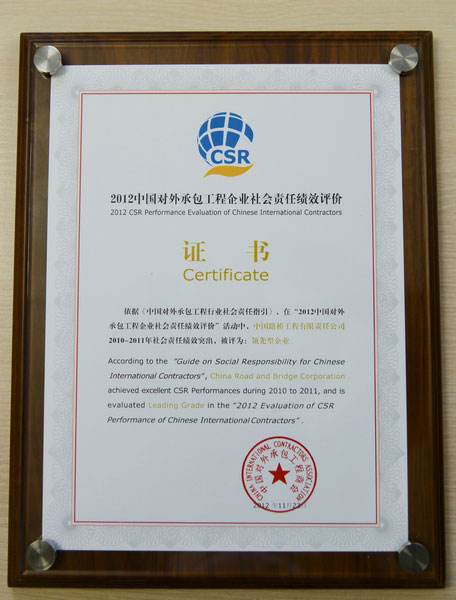 CSR
2012中国对外承包工程企业社会责任绩效评价
2012 CSR Performance Evaluation of Chinese International Contractors
证 书
Certificate
依据《中国对外承包工程行业社会责任指引》，在“2012中国对外
承包工程企业社会责任绩效评价”活动中，中国路桥工程有限责任公司
2010~2011年社会责任绩效突出，被评为：领先型企业
According to the “Guide on Social Responsibility for Chinese
International Contractors”, China Road and Bridge Corporation
achieved excellent CSR Performances during 2010 to 2011, and is
evaluated Leading Grade in the “2012 Evaluation of CSR
Performance of Chinese International Contractors”.
CHINA INTERNATIONAL CONTRACTORS ASSOCIATION
中国对外承包工程商会
2012 年11月23日